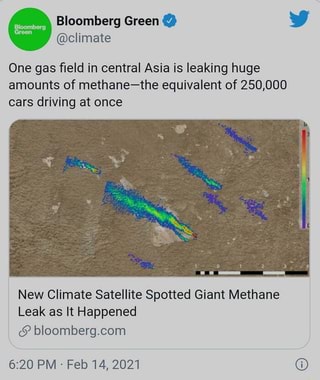 Bloomberg
Green
Bloomberg Green
@climate
One gas field in central Asia is leaking huge
amounts of methane—the equivalent of 250,000
cars driving at once
New Climate Satellite Spotted Giant Methane
Leak as It Happened
bloomberg.com
6:20 PM · Feb 14, 2021